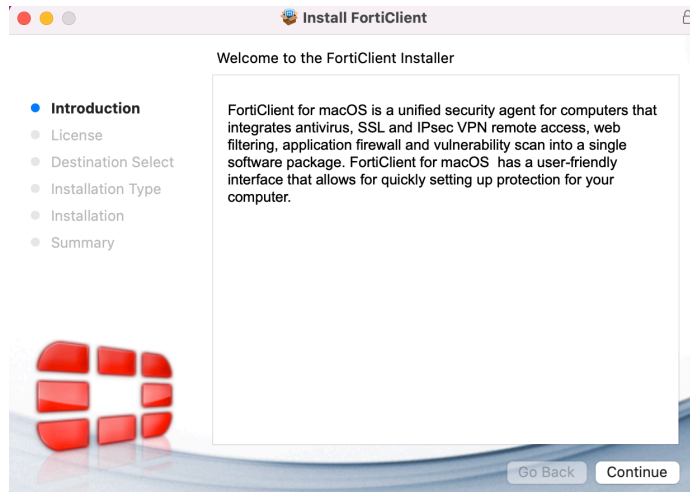 Install FortiClient
Welcome to the FortiClient Installer
Introduction
License
Destination Select
Installation Type
Installation
Summary
FortiClient for macOS is a unified security agent for computers that
integrates antivirus, SSL and IPsec VPN remote access, web
filtering, application firewall and vulnerability scan into a single
software package. FortiClient for macOS  has a user-friendly
interface that allows for quickly setting up protection for your
computer.
Go Back
Continue